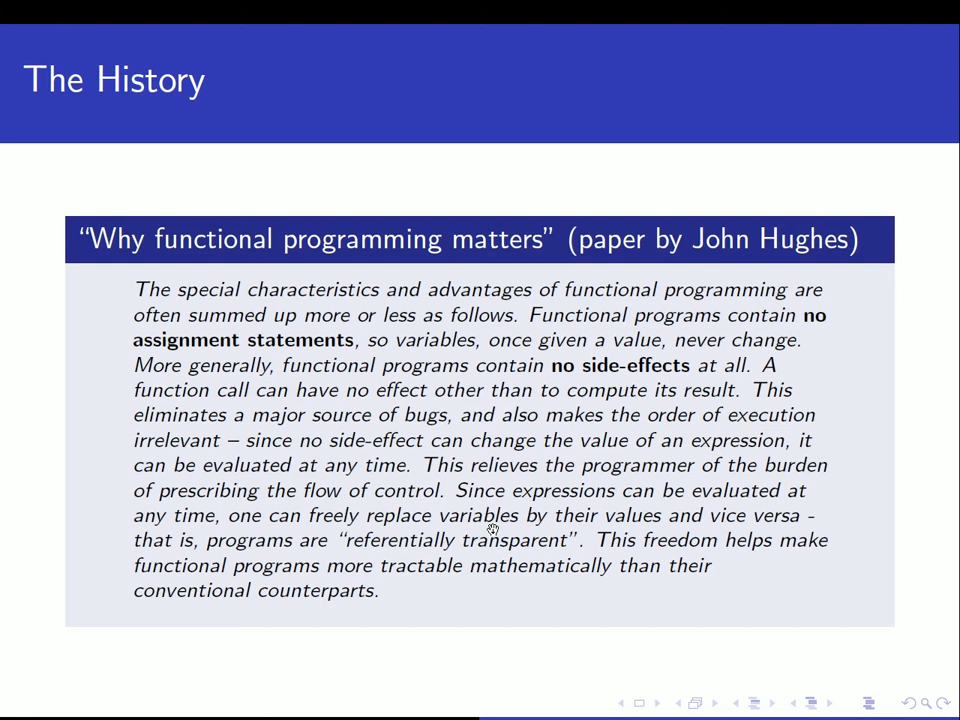 The History
“Why functional programming matters” (paper by John Hughes)
The special characteristics and advantages of functional programming are
often summed up more or less as follows. Functional programs contain no
assignment statements, so variables, once given a value, never change.
More generally, functional programs contain no side-effects at all. A
function call can have no effect other than to compute its result. This
eliminates a major source of bugs, and also makes the order of execution
irrelevant – since no side-effect can change the value of an expression, it
can be evaluated at any time. This relieves the programmer of the burden
of prescribing the flow of control. Since expressions can be evaluated at
any time, one can freely replace variables by their values and vice versa -
that is, programs are “referentially transparent”. This freedom helps make
functional programs more tractable mathematically than their
conventional counterparts.